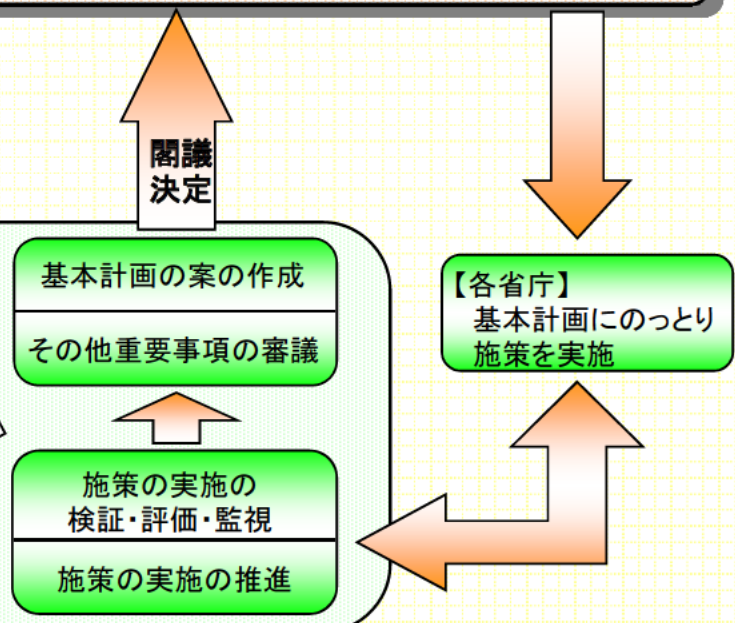 閣議
決定
基本計画の案の作成
その他重要事項の審議
【各省庁】
基本計画にのっとり
施策を実施
施策の実施の
検証・評価・監視
施策の実施の推進